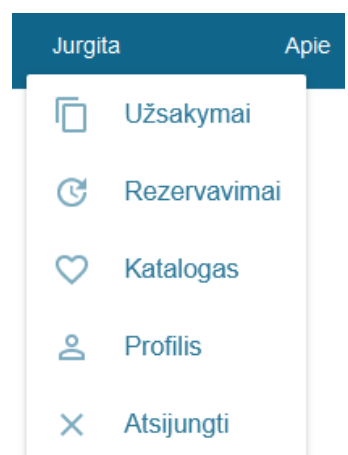 Jurgita Apie
Užsakymai
Rezervavimai
Katalogas
Profilis
Atsijungti